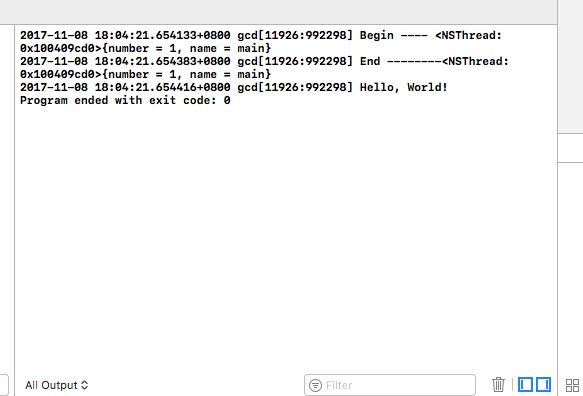 2017-11-08 18:04:21.654133+0800 gcd[11926:992298] Begin ---- <NSThread:
0x100409cd0>{number = 1, name = main}
2017-11-08 18:04:21.654383+0800 gcd[11926:992298] End --------<NSThread:
0x100409cd0>{number = 1, name = main}
2017-11-08 18:04:21.654416+0800 gcd[11926:992298] Hello, World!
Program ended with exit code: 0
All Output
Filter